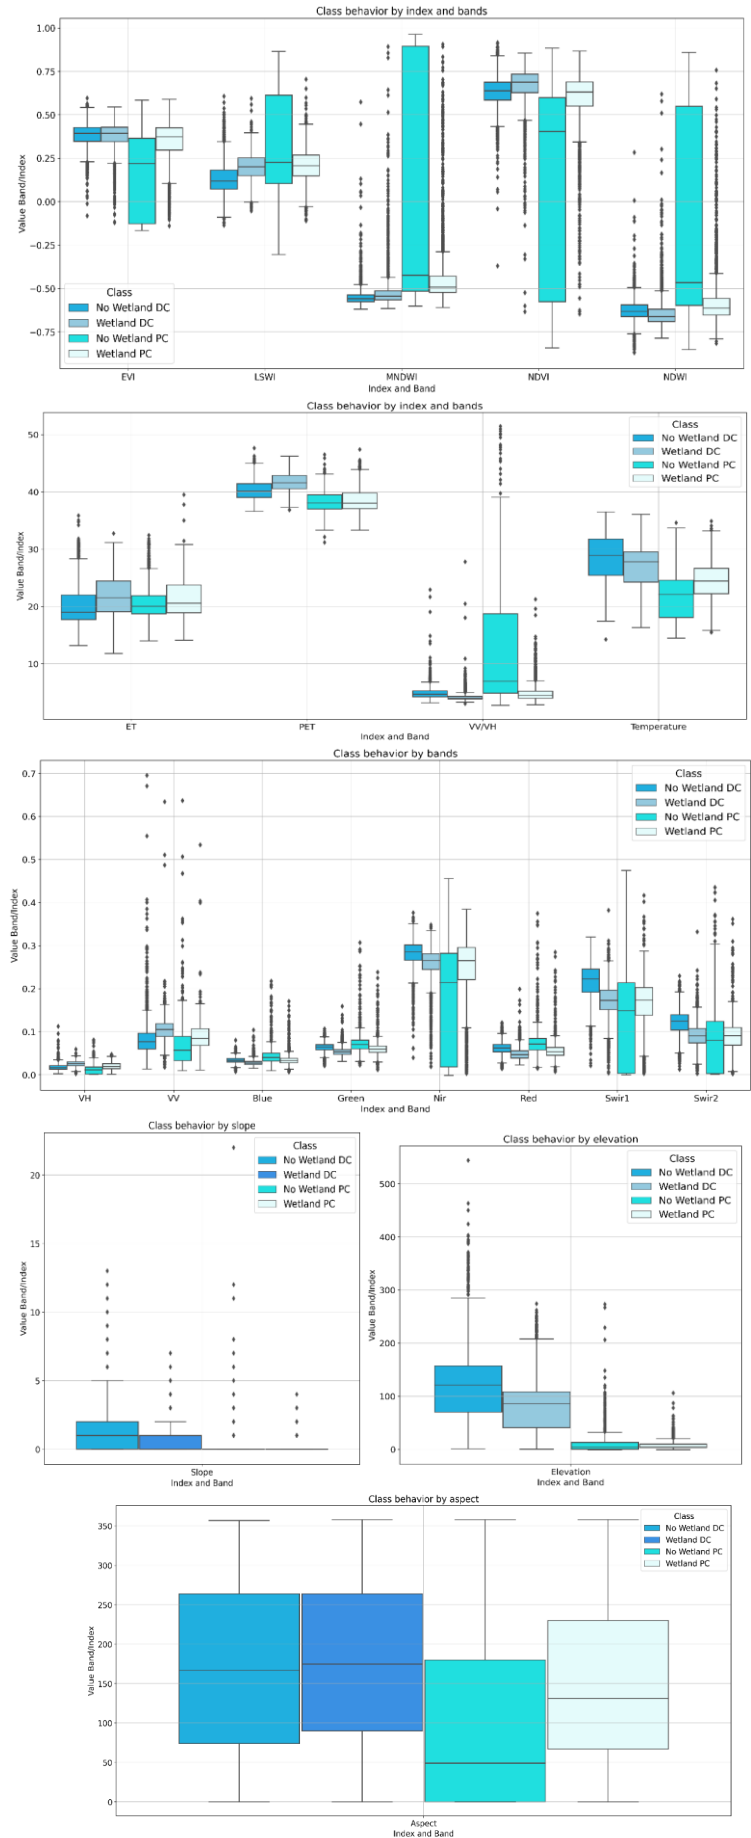 Class behavior by index and bands
Value Band/Index
1.00
0.75
0.50
0.25
0.00
−0.25
−0.50
−0.75
Class
No Wetland DC
Wetland DC
No Wetland PC
Wetland PC
EVI LSWI MNDWI NDVI NDWI
Index and Band
Class behavior by index and bands
Value Band/Index
50
40
30
20
10
Class
No Wetland DC
Wetland DC
No Wetland PC
Wetland PC
ET PET VV/VH Temperature
Index and Band
Class behavior by bands
Value Band/Index
0.7
0.6
0.5
0.4
0.3
0.2
0.1
0.0
Class
No Wetland DC
Wetland DC
No Wetland PC
Wetland PC
VH VV Blue Green Nir Red Swir1 Swir2
Index and Band
Class behavior by slope
Value Band/Index
20
15
10
5
0
Class
No Wetland DC
Wetland DC
No Wetland PC
Wetland PC
Slope
Index and Band
Class behavior by elevation
Value Band/Index
500
400
300
200
100
0
Class
No Wetland DC
Wetland DC
No Wetland PC
Wetland PC
Elevation
Index and Band
Class behavior by aspect
Value Band/Index
350
300
250
200
150
100
50
0
Class
No Wetland DC
Wetland DC
No Wetland PC
Wetland PC
Aspect
Index and Band